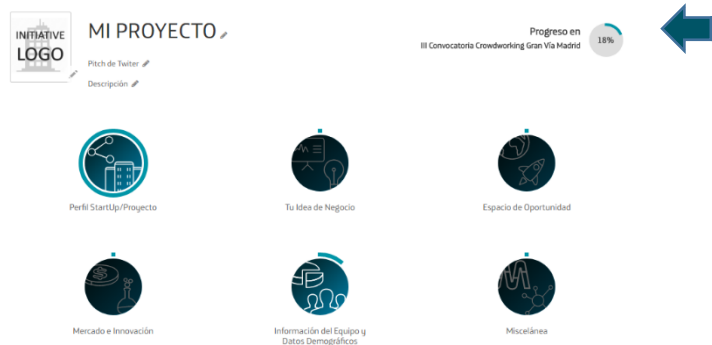 INITIATIVE
LOGO
MI PROYECTO
Pitch de Twiter
Descripción
Progreso en
III Convocatoria Crowdworking Gran Vía Madrid
18%
Perfil StartUp/Proyecto
Tu Idea de Negocio
Espacio de Oportunidad
Mercado e Innovación
Información del Equipo y
Datos Demográficos
Miscelánea